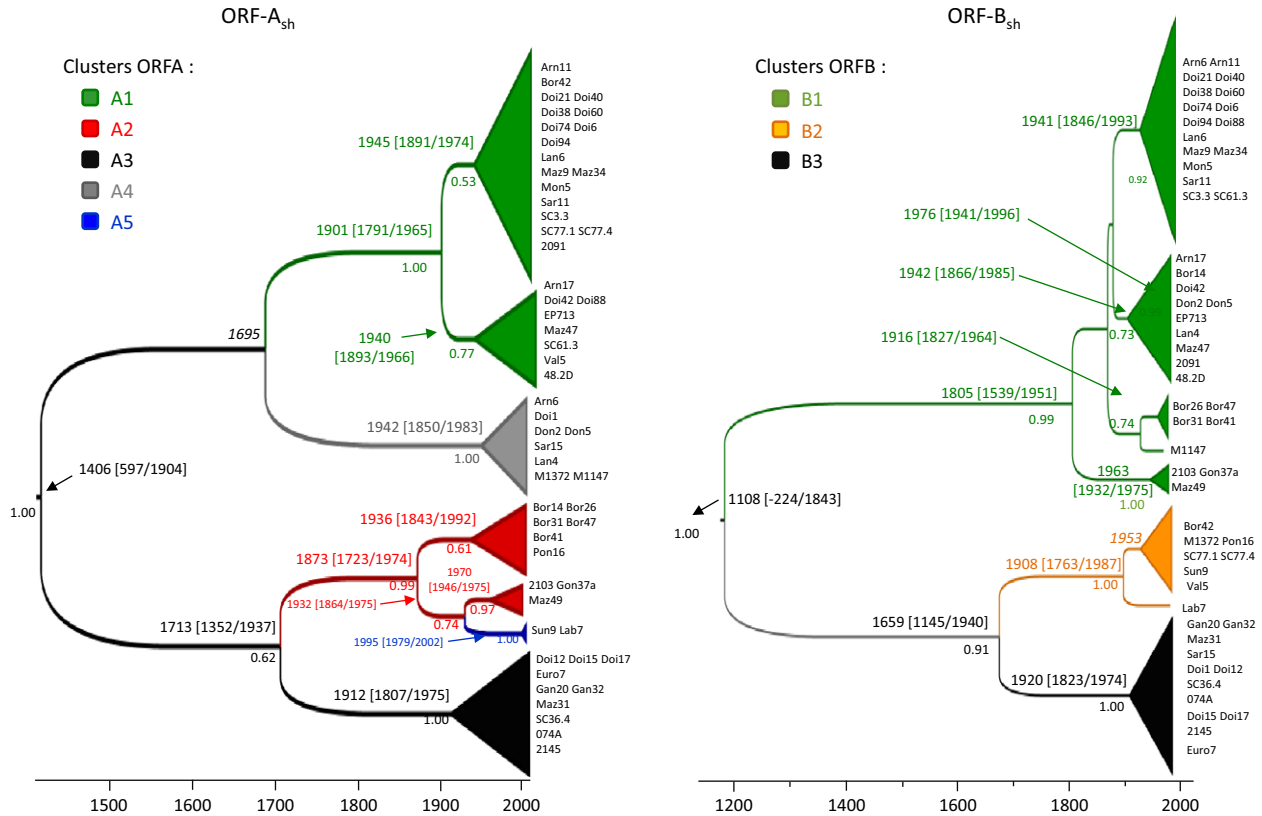 ORF-Ash
Clusters ORFA :
A1
A2
A3
A4
A5
1945 [1891/1974]
0.53
1901 [1791/1965]
1.00
1940
[1893/1966]
0.77
1695
1942 [1850/1983]
1.00
1406 [597/1904]
1.00
1936 [1843/1992]
0.61
1873 [1723/1974]
0.99
1970
[1946/1975]
1932 [1864/1975]
0.97
0.74
1995 [1979/2002]
1.00
1713 [1352/1937]
0.62
1912 [1807/1975]
1.00
Arn11
Bor42
Doi21 Doi40
Doi38 Doi60
Doi74 Doi6
Doi94
Lan6
Maz9 Maz34
Mon5
Sar11
SC3.3
SC77.1 SC77.4
2091
Arn17
Doi42 Doi88
EP713
Maz47
SC61.3
Val5
48.2D
Arn6
Doi1
Don2 Don5
Sar15
Lan4
M1372 M1147
Bor14 Bor26
Bor31 Bor47
Bor41
Pon16
2103 Gon37a
Maz49
Sun9 Lab7
Doi12 Doi15 Doi17
Euro7
Gan20 Gan32
Maz31
SC36.4
074A
2145
1500 1600 1700 1800 1900 2000
ORF-Bsh
Clusters ORFB :
B1
B2
B3
1941 [1846/1993]
0.92
1976 [1941/1996]
1942 [1866/1985]
0.73
1916 [1827/1964]
1805 [1539/1951]
0.99
0.74
1963
[1932/1975]
1.00
1108 [-224/1843]
1.00
1953
1908 [1763/1987]
1.00
1659 [1145/1940]
0.91
1920 [1823/1974]
1.00
Arn6 Arn11
Doi21 Doi40
Doi38 Doi60
Doi74 Doi6
Doi94 Doi88
Lan6
Maz9 Maz34
Mon5
Sar11
SC3.3 SC61.3
Arn17
Bor14
Doi42
Don2 Don5
EP713
Lan4
Maz47
2091
48.2D
Bor26 Bor47
Bor31 Bor41
M1147
2103 Gon37a
Maz49
Bor42
M1372 Pon16
SC77.1 SC77.4
Sun9
Val5
Lab7
Gan20 Gan32
Maz31
Sar15
Doi1 Doi12
SC36.4
074A
Doi15 Doi17
2145
Euro7
1200 1400 1600 1800 2000